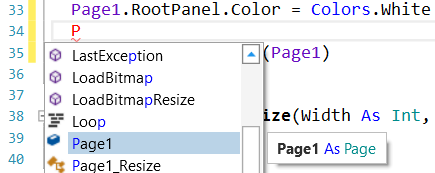 33 Page1.RootPanel.Color = Colors.White
34 P
35 (Page1)
36
37
38 ize(Width As Int,
39
40
LastException
LoadBitmap
LoadBitmapResize
Loop
Page1
Page1_Resize
Page1 As Page